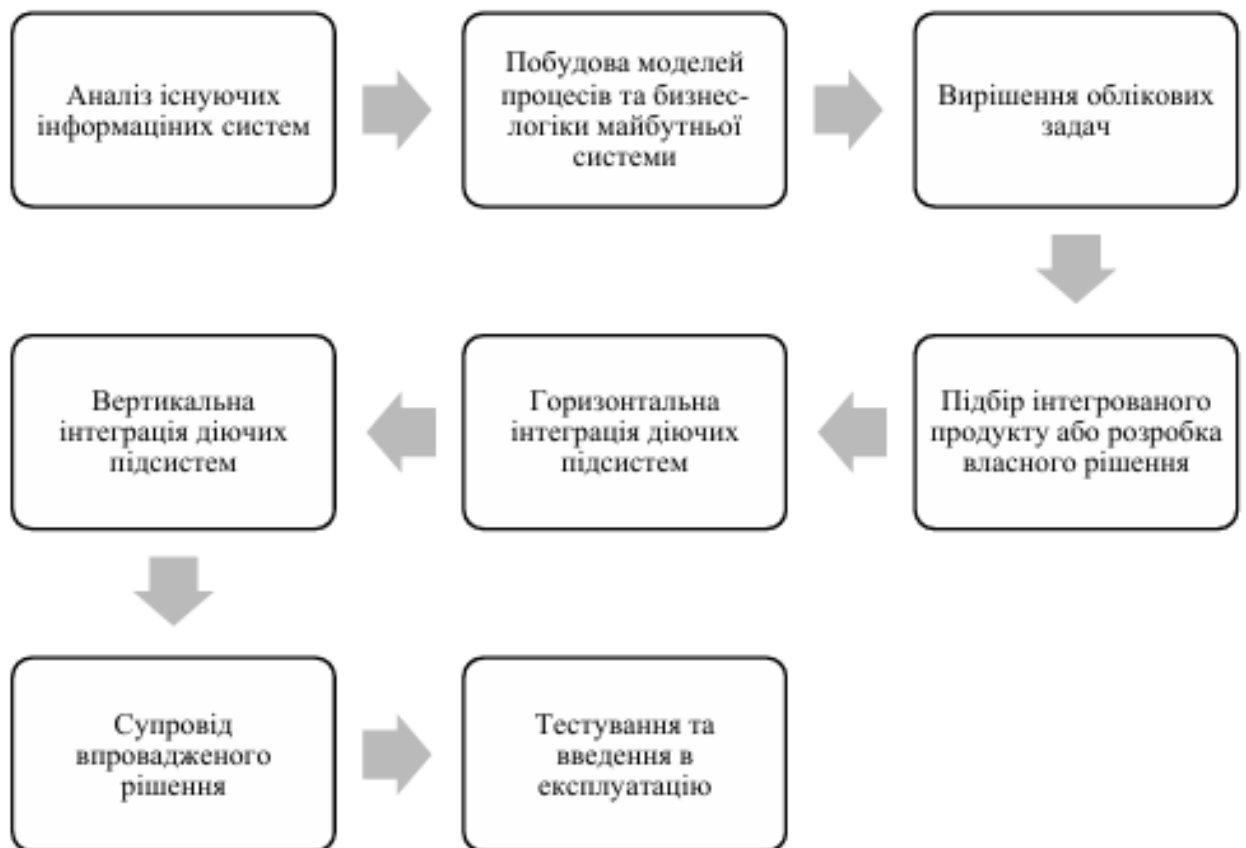 Аналіз існуючих
інформаціних систем
Побудова моделей
процесів та бизнес-
логіки майбутньої
системи
Вирішення облікових
задач
Підбір інтегрованого
продукту або розробка
власного рішення
Горизонтальна
інтеграція діючих
підсистем
Вертикальна
інтеграція діючих
підсистем
Супровід
впровадженого
рішення
Тестування та
введення в
експлуатацію